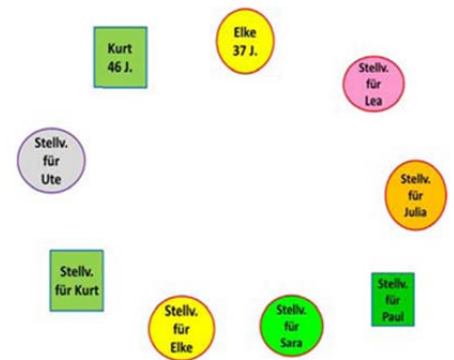 Elke
37 J.
Kurt
46 J.
Stellv.
für
Lea
Stellv.
für
Ute
Stellv.
für
Julia
Stellv.
für Kurt
Stellv.
für
Paul
Stellv.
für
Elke
Stellv.
für
Sara